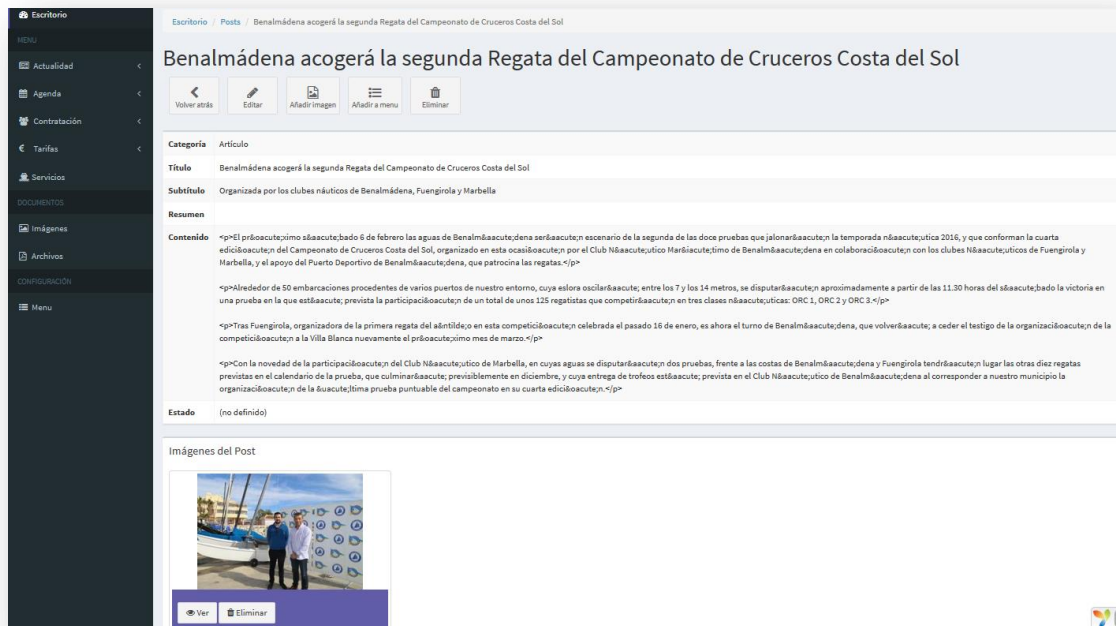 Escritorio
MENU
Actualidad
Agenda
Contratación
€ Tarifas
Servicios
DOCUMENTOS
Imágenes
Archivos
CONFIGURACIÓN
Menu
Escritorio / Posts / Benalmádena acogerá la segunda Regata del Campeonato de Cruceros Costa del Sol
Benalmádena acogerá la segunda Regata del Campeonato de Cruceros Costa del Sol
Volver atrás Editar Añadir imagen Añadir a menu Eliminar
Categoría Artículo
Título Benalmádena acogerá la segunda Regata del Campeonato de Cruceros Costa del Sol
Subtítulo Organizada por los clubes náuticos de Benalmádena, Fuengirola y Marbella
Resumen
Contenido <p>El pr&oacute;ximo s&aacute;bado 6 de febrero las aguas de Benalm&aacute;dena ser&aacute;n escenario de la segunda de las doce pruebas que jalonar&aacute;n la temporada n&aacute;utica 2016, y que conforman la cuarta
edici&oacute;n del Campeonato de Cruceros Costa del Sol, organizado en esta ocasi&oacute;n por el Club N&aacute;utico Mar&iacute;timo de Benalm&aacute;dena en colaboraci&oacute;n con los clubes N&aacute;uticos de Fuengirola y
Marbella, y el apoyo del Puerto Deportivo de Benalm&aacute;dena, que patrocina las regatas.</p>
<p>Alrededor de 50 embarcaciones procedentes de varios puertos de nuestro entorno, cuya eslora oscilar&aacute;n entre los 7 y los 14 metros, se disputar&aacute;n aproximadamente a partir de las 11.30 horas del s&aacute;bado la victoria en
una prueba en la que est&aacute; prevista la participaci&oacute;n de un total de unos 125 regatistas que competir&aacute;n en tres clases n&aacute;uticas: ORC 1, ORC 2 y ORC 3.</p>
<p>Tras Fuengirola, organizadora de la primera regata del a&ntilde;o en esta competici&oacute;n celebrada el pasado 16 de enero, es ahora el turno de Benalm&aacute;dena, que volver&aacute; a ceder el testigo de la organizaci&oacute;n de la
competici&oacute;n a la Villa Blanca nuevamente el pr&oacute;ximo mes de marzo.</p>
<p>Con la novedad de la participaci&oacute;n del Club N&aacute;utico de Marbella, en cuyas aguas se disputar&aacute;n dos pruebas, frente a las costas de Benalm&aacute;dena y Fuengirola tendr&aacute;n lugar las otras diez regatas
previstas en el calendario de la prueba, que culminar&aacute; previsiblemente en diciembre, y cuya entrega de trofeos est&aacute; prevista en el Club N&aacute;utico de Benalm&aacute;dena al corresponder a nuestro municipio la
organizaci&oacute;n de la &uacute;ltima prueba puntuable del campeonato en su cuarta edici&oacute;n.</p>
Estado (no definido)
Imágenes del Post
Ver Eliminar